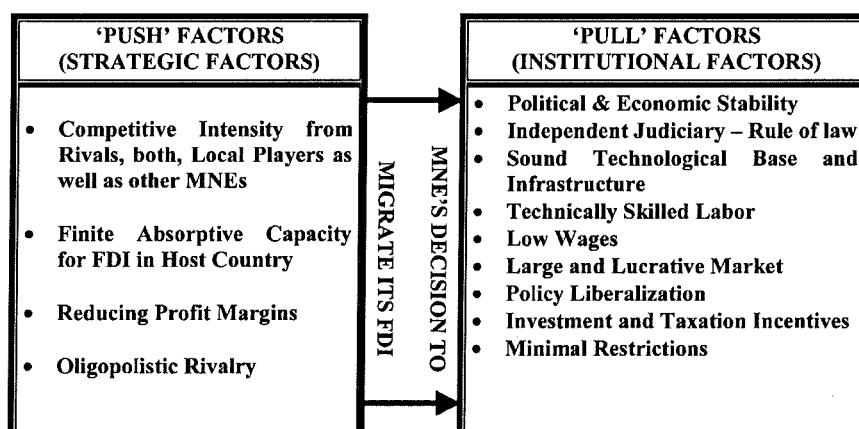 ‘PUSH’ FACTORS
(STRATEGIC FACTORS)
• Competitive Intensity from
Rivals, both, Local Players as
well as other MNEs
• Finite Absorptive Capacity
for FDI in Host Country
• Reducing Profit Margins
• Oligopolistic Rivalry
MNE'S DECISION TO
MIGRATE ITS FDI
‘PULL’ FACTORS
(INSTITUTIONAL FACTORS)
• Political & Economic Stability
• Independent Judiciary – Rule of law
• Sound Technological Base and
Infrastructure
• Technically Skilled Labor
• Low Wages
• Large and Lucrative Market
• Policy Liberalization
• Investment and Taxation Incentives
• Minimal Restrictions